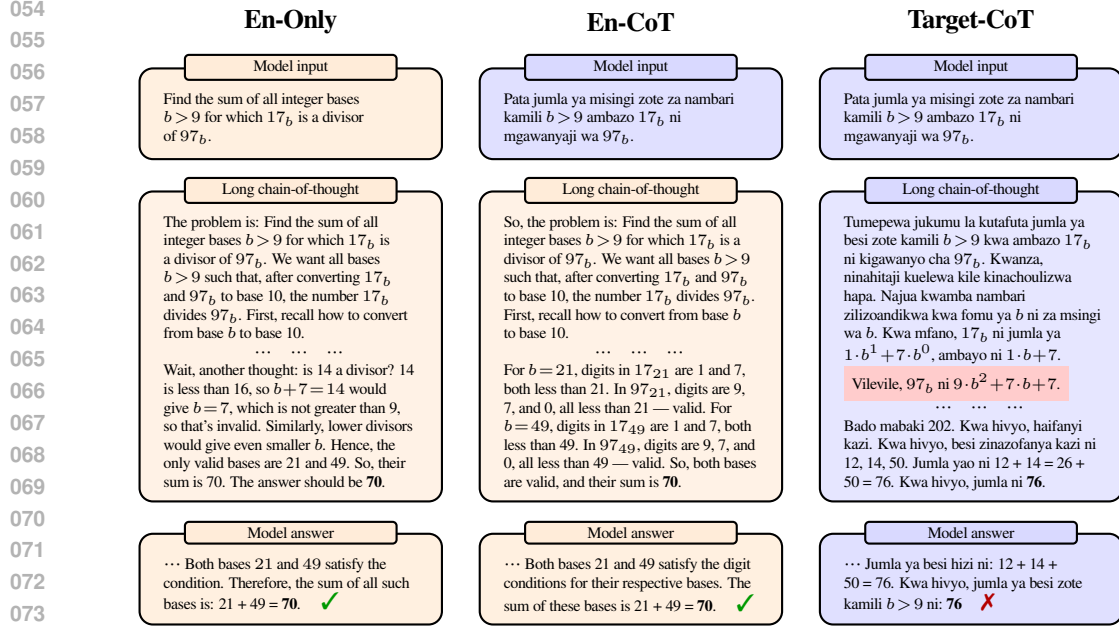 054
055
056
057
058
059
060
061
062
063
064
065
066
067
068
069
070
071
072
073
En-Only
Model input
Find the sum of all integer bases
b > 9 for which 17_b is a divisor
of 97_b.
Long chain-of-thought
The problem is: Find the sum of all
integer bases b > 9 for which 17_b is
a divisor of 97_b. We want all bases
b > 9 such that, after converting 17_b
and 97_b to base 10, the number 17_b
divides 97_b. First, recall how to convert
from base b to base 10.
... ... ...
Wait, another thought: is 14 a divisor? 14
is less than 16, so b+7 = 14 would
give b = 7, which is not greater than 9,
so that's invalid. Similarly, lower divisors
would give even smaller b. Hence, the
only valid bases are 21 and 49. So, their
sum is 70. The answer should be 70.
Model answer
··· Both bases 21 and 49 satisfy the
condition. Therefore, the sum of all such
bases is: 21 + 49 = 70. ✓
En-CoT
Model input
Pata jumla ya misingi zote za nambari
kamili b > 9 ambazo 17_b ni
mgawanyaji wa 97_b.
Long chain-of-thought
So, the problem is: Find the sum of all
integer bases b > 9 for which 17_b is a
divisor of 97_b. We want all bases b > 9
such that, after converting 17_b and 97_b
to base 10, the number 17_b divides 97_b.
First, recall how to convert from base b
to base 10.
... ... ...
For b = 21, digits in 17_21 are 1 and 7,
both less than 21. In 97_21, digits are 9,
7, and 0, all less than 21 — valid. For
b = 49, digits in 17_49 are 1 and 7, both
less than 49. In 97_49, digits are 9, 7, and
0, all less than 49 — valid. So, both bases
are valid, and their sum is 70.
Model answer
··· Both bases 21 and 49 satisfy the digit
conditions for their respective bases. The
sum of these bases is 21 + 49 = 70. ✓
Target-CoT
Model input
Pata jumla ya misingi zote za nambari
kamili b > 9 ambazo 17_b ni
mgawanyaji wa 97_b.
Long chain-of-thought
Tumepewa jukumu la kutafuta jumla ya
besi zote kamili b > 9 kwa ambazo 17_b
ni kigawanyo cha 97_b. Kwanza,
ninahitaji kuelewa kile kinachoulizwa
hapa. Najua kwamba nambari
zilizoandikwa kwa fomu ya b ni za msingi
wa b. Kwa mfano, 17_b ni jumla ya
1·b^1 + 7·b^0, ambayo ni 1·b+7.
Vilevile, 97_b ni 9·b^2 + 7·b+7.
... ... ...
Bado mabaki 202. Kwa hivyo, haifanyi
kazi. Kwa hivyo, besi zinazofanya kazi ni
12, 14, 50. Jumla yao ni 12 + 14 = 26 +
50 = 76. Kwa hivyo, jumla ni 76.
Model answer
··· Jumla ya besi hizi ni: 12 + 14 +
50 = 76. Kwa hivyo, jumla ya besi zote
kamili b > 9 ni: 76 ✗